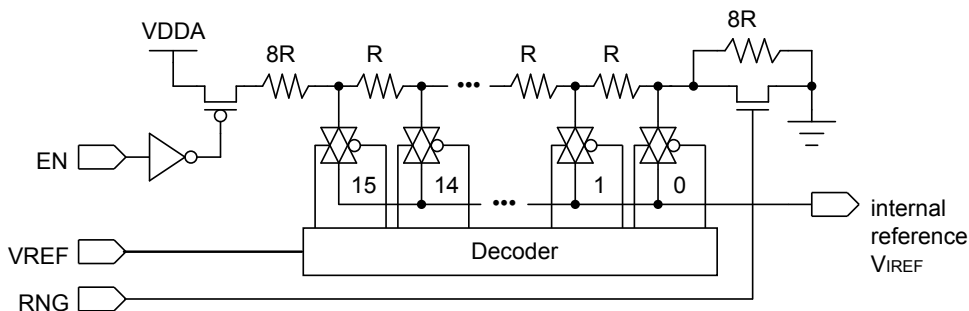 8R
VDDA
8R R R R
•••
EN
15 14 1 0
•••
internal
reference
VIREF
VREF
Decoder
RNG